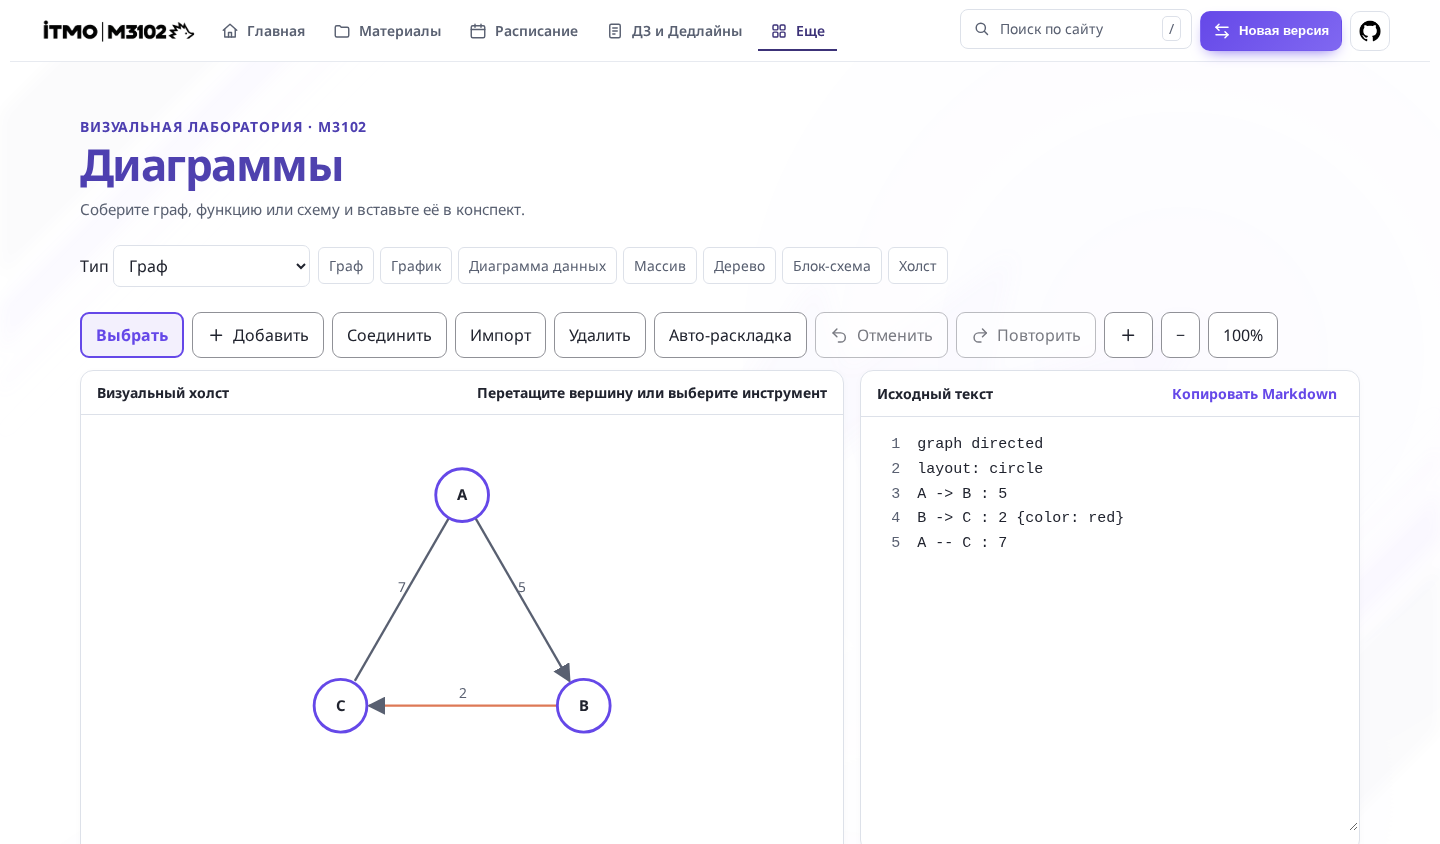 iTMO | M3102
Главная
Материалы
Расписание
ДЗ и Дедлайны
Еще
Поиск по сайту
/
Новая версия
ВИЗУАЛЬНАЯ ЛАБОРАТОРИЯ · М3102
Диаграммы
Соберите граф, функцию или схему и вставьте её в конспект.
Тип
Граф
Граф
График
Диаграмма данных
Массив
Дерево
Блок-схема
Холст
Выбрать
+ Добавить
Соединить
Импорт
Удалить
Авто-раскладка
Отменить
Повторить
+
−
100%
Визуальный холст
Перетащите вершину или выберите инструмент
A
7
5
C
2
B
Исходный текст
Копировать Markdown
1 graph directed
2 layout: circle
3 A -> B : 5
4 B -> C : 2 {color: red}
5 A -- C : 7